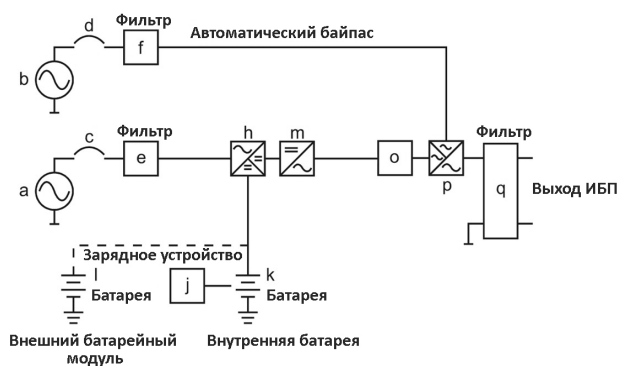 Фильтр
d
f
Автоматический байпас
b
c
Фильтр
e
h
m
o
p
Фильтр
q
Выход ИБП
a
Зарядное устройство
l
Батарея
j
k
Батарея
Внешний батарейный
модуль
Внутренняя батарея